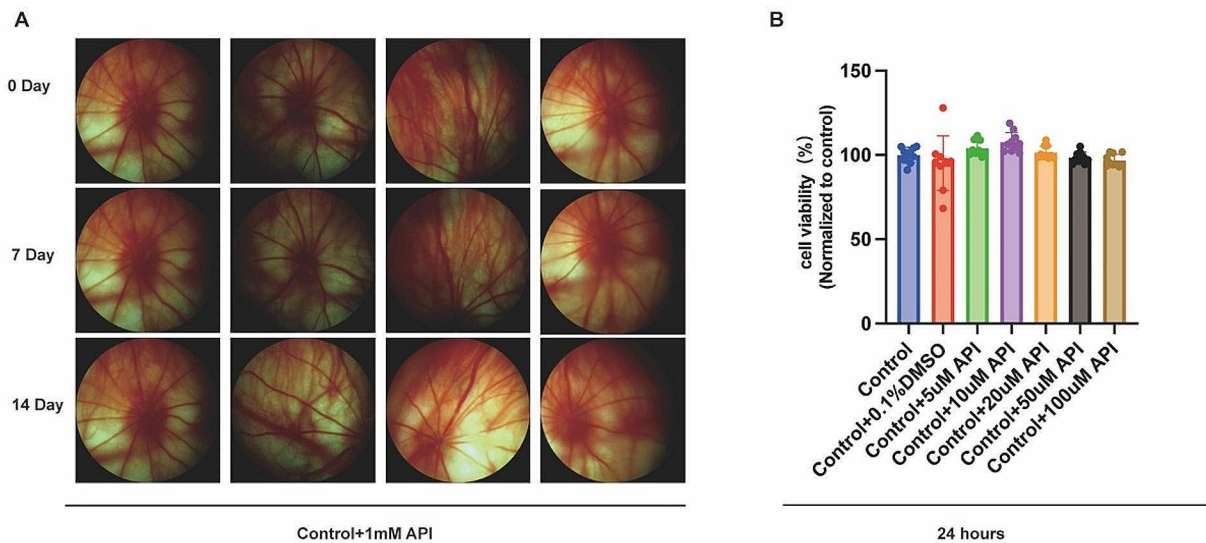 A
0 Day
7 Day
14 Day
Control+1mM API
B
cell viability （%）
(Normalized to control)
150
100
50
0
Control
Control+0.1%DMSO
Control+5uM API
Control+10uM API
Control+20uM API
Control+50uM API
Control+100uM API
24 hours